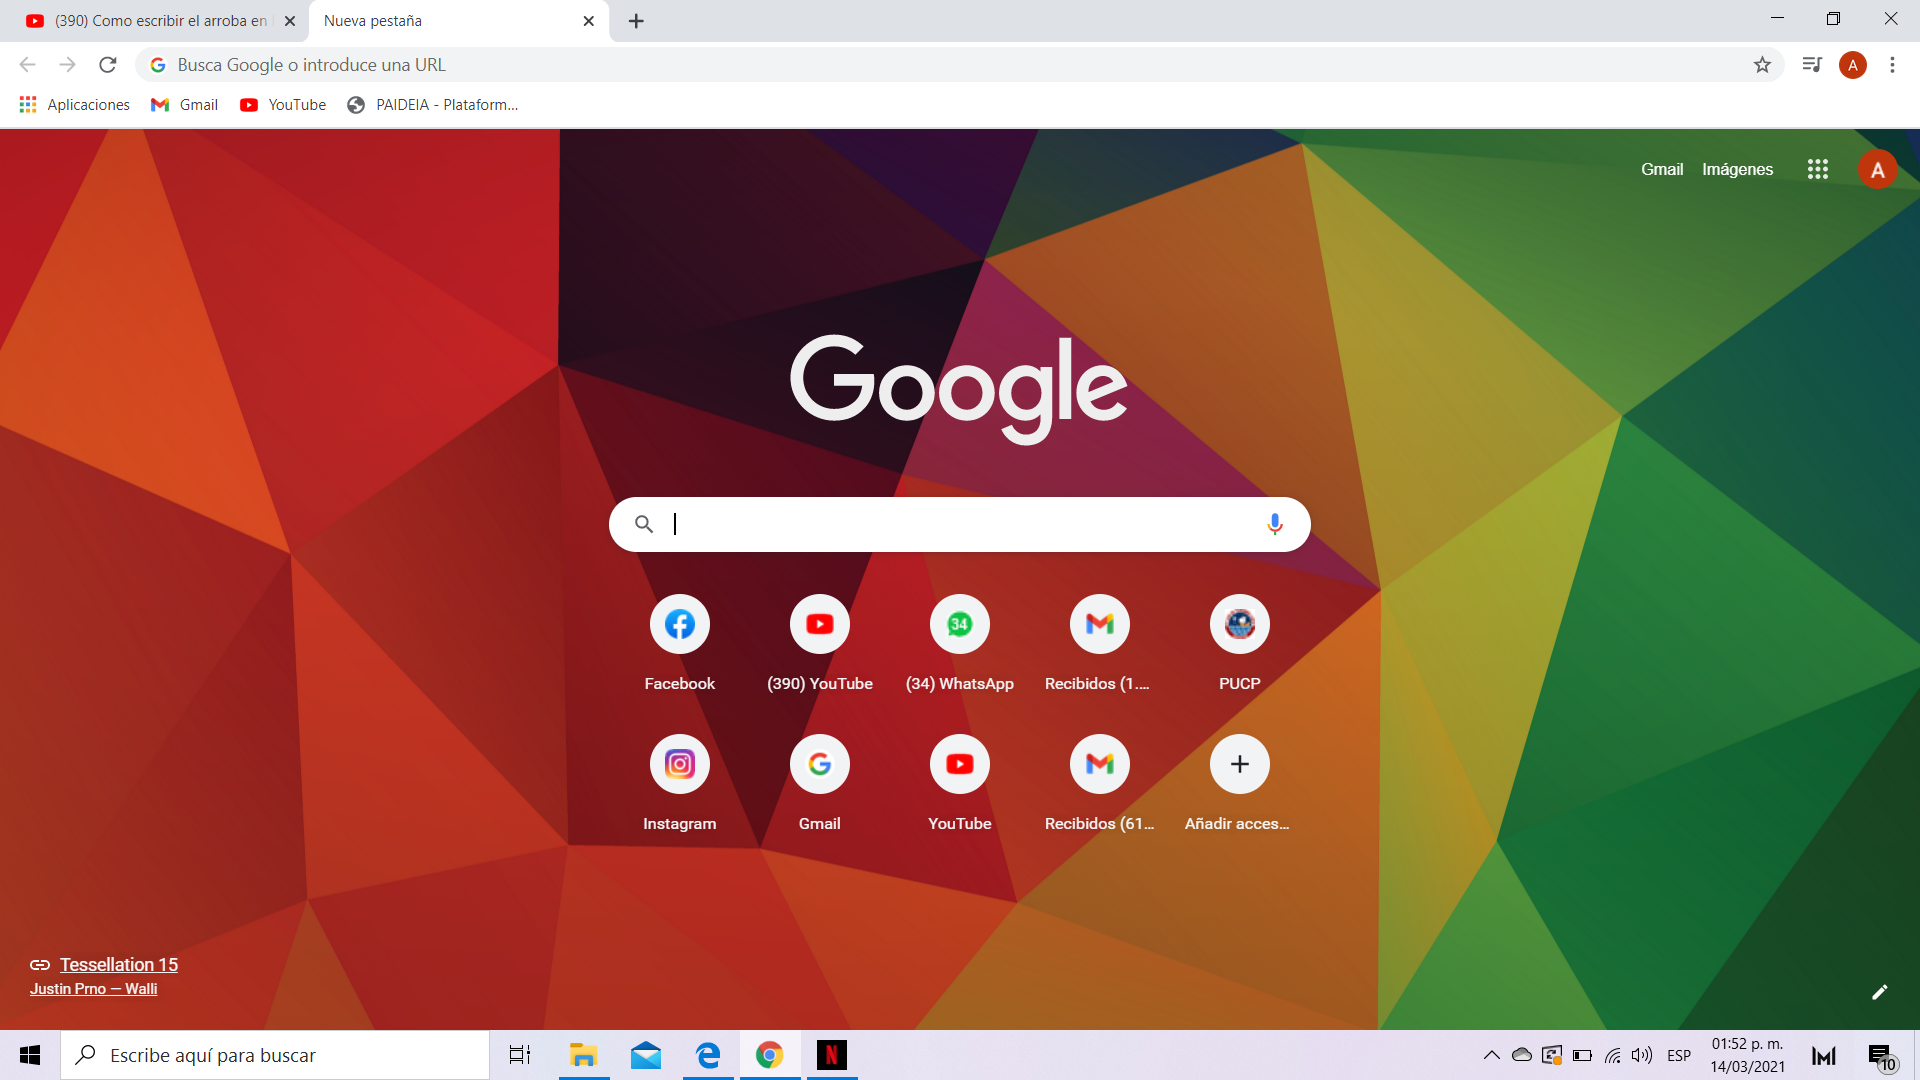 (390) Como escribir el arroba en
Nueva pestaña
Busca Google o introduce una URL
A
Aplicaciones
Gmail
YouTube
PAIDEIA - Plataform...
Gmail
Imágenes
A
Google
34
Facebook
(390) YouTube
(34) WhatsApp
Recibidos (1....
PUCP
Instagram
Gmail
YouTube
Recibidos (61...
Añadir acces...
Tessellation 15
Justin Prno — Walli
Escribe aquí para buscar
N
ESP
01:52 p. m.
14/03/2021
10